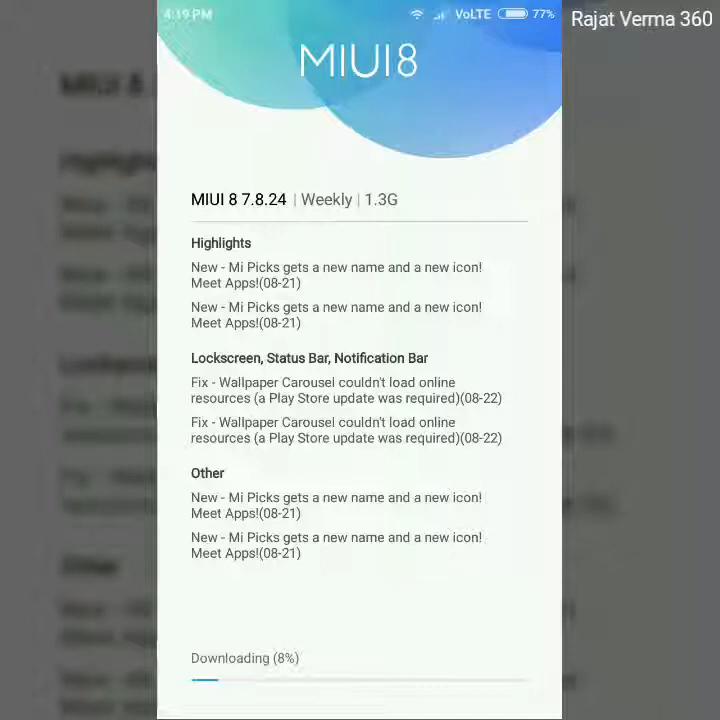 4:19 PM VoLTE 77%
Rajat Verma 360
MIUI 8
MIUI 8 7.8.24 | Weekly | 1.3G
Highlights
New - Mi Picks gets a new name and a new icon!
Meet Apps!(08-21)
New - Mi Picks gets a new name and a new icon!
Meet Apps!(08-21)
Lockscreen, Status Bar, Notification Bar
Fix - Wallpaper Carousel couldn't load online
resources (a Play Store update was required)(08-22)
Fix - Wallpaper Carousel couldn't load online
resources (a Play Store update was required)(08-22)
Other
New - Mi Picks gets a new name and a new icon!
Meet Apps!(08-21)
New - Mi Picks gets a new name and a new icon!
Meet Apps!(08-21)
Downloading (8%)